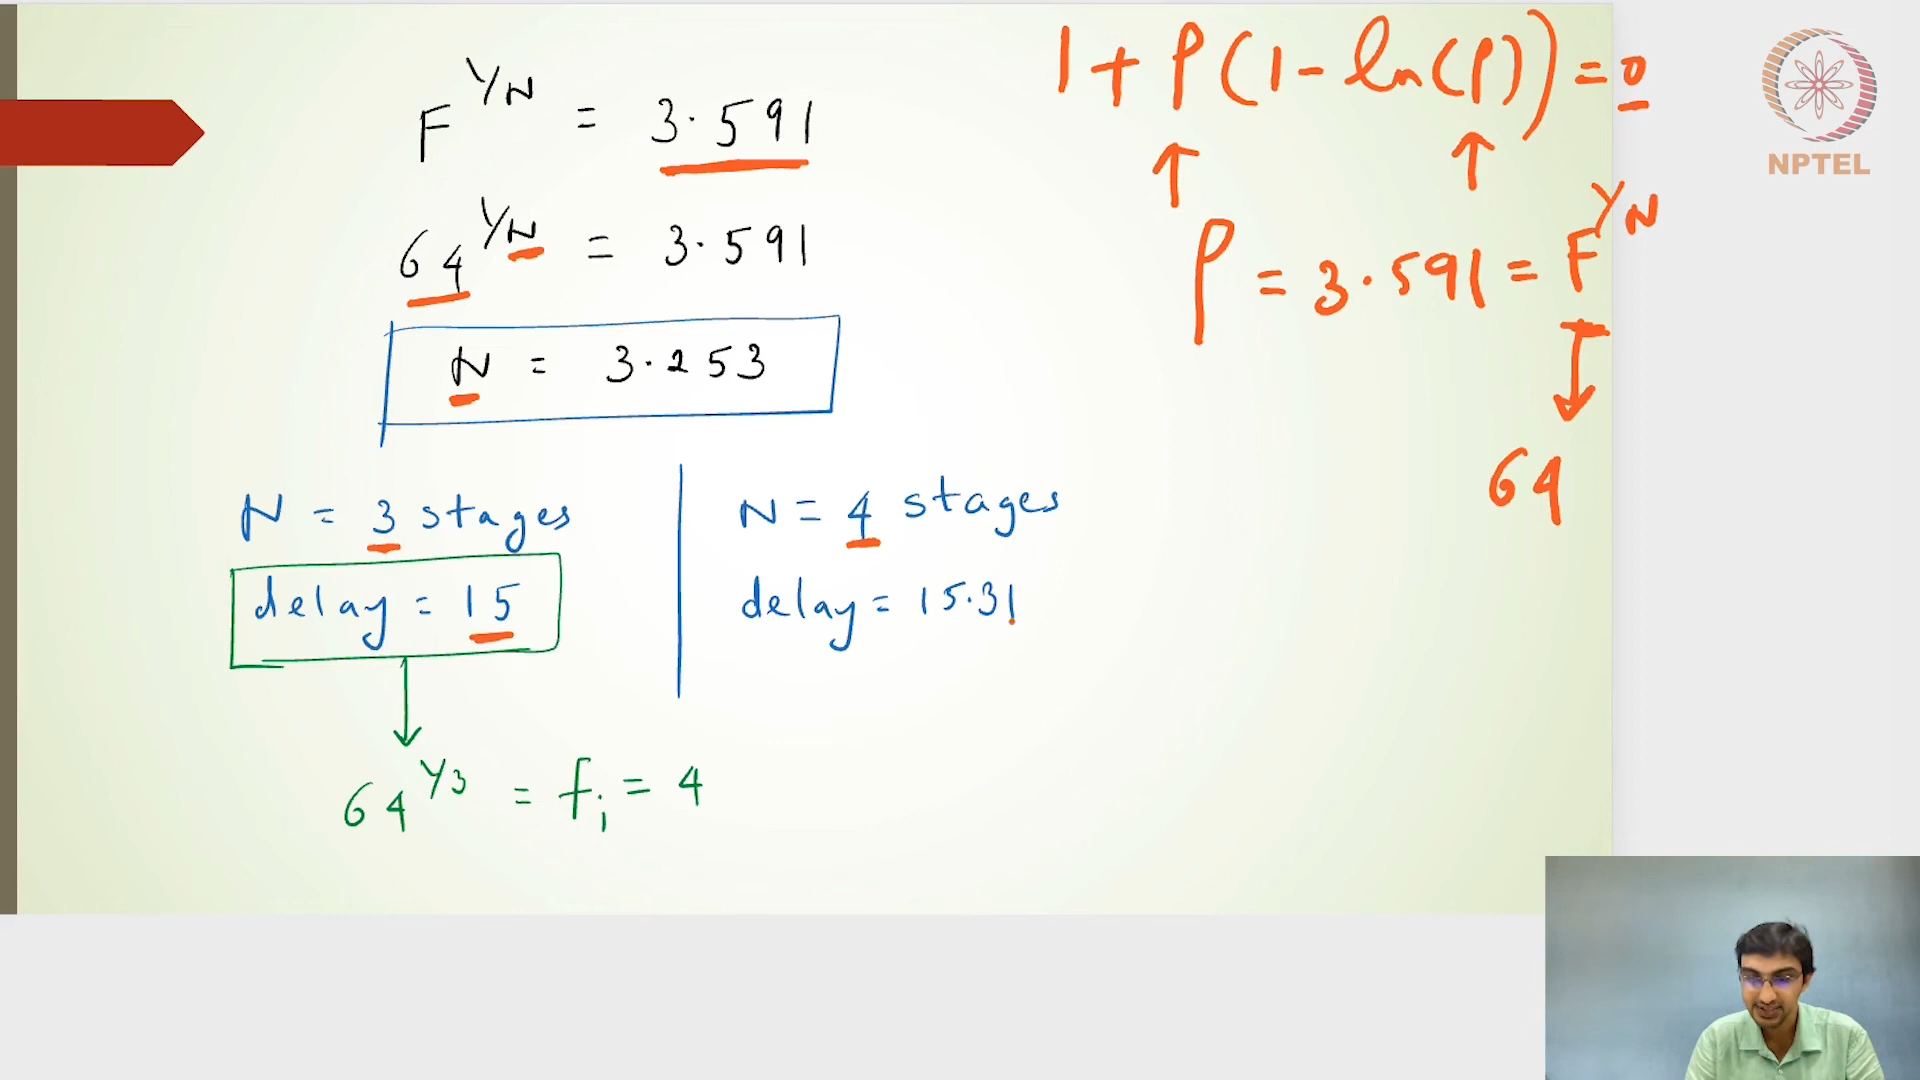 F^{1/N} = 3.591
64^{1/N} = 3.591
N = 3.253
N = 3 stages
delay = 15
64^{1/3} = f_i = 4
N = 4 stages
delay = 15.31
1 + ρ(1 - ln(ρ)) = 0
ρ = 3.591 = F^{1/N}
64
NPTEL